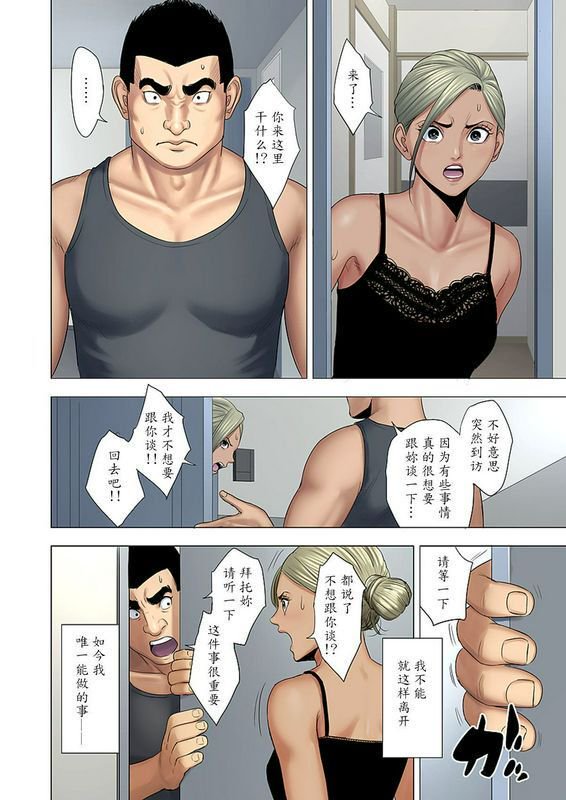 来了…
你来这里
干什么!?
……
不好意思
突然到访
因为有些事情
真的很想要
跟妳谈一下…
我才不想要
跟你谈!!
回去吧!!
请等一下
ガッ
我不能
就这样离开
都说了
不想跟你谈!?
拜托妳
请听一下
这件事很重要
如今我
唯一能做的事——